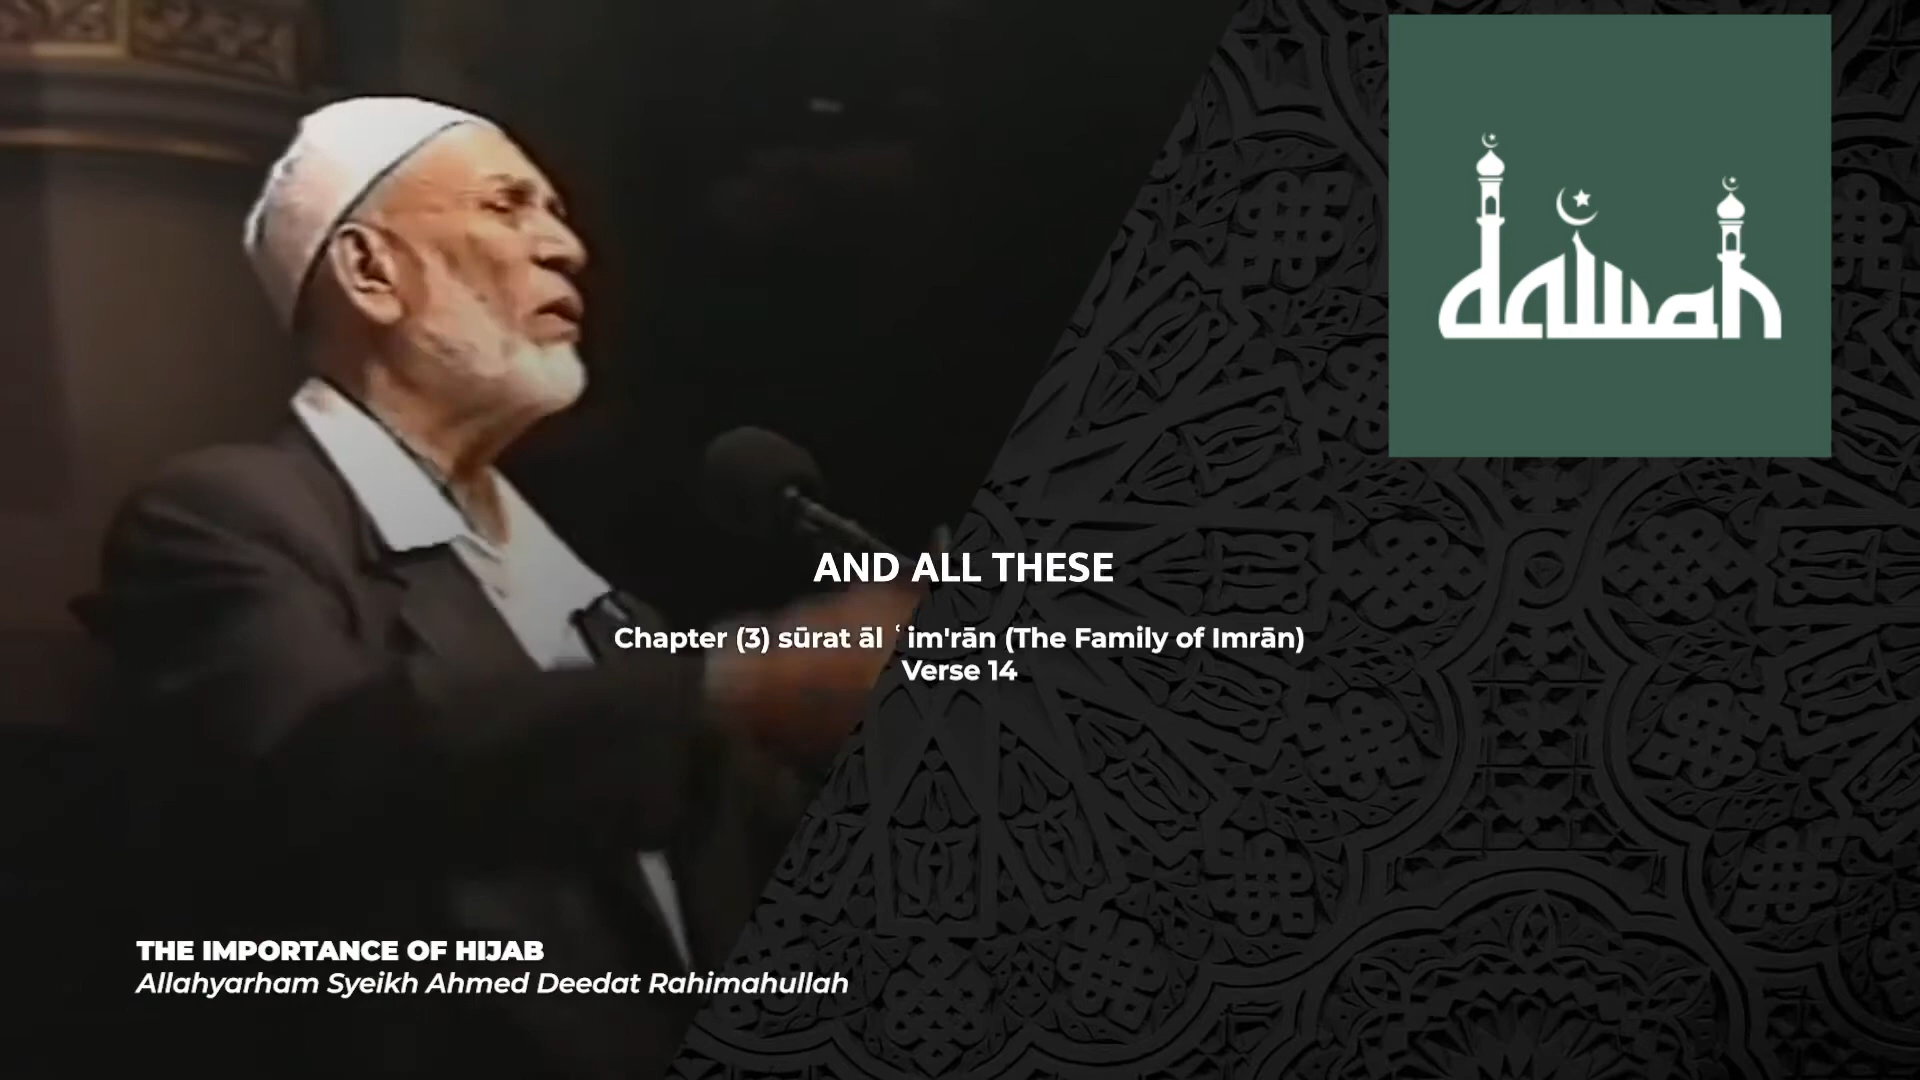 dawah
AND ALL THESE
Chapter (3) sūrat āl ʿim'rān (The Family of Imrān)
Verse 14
THE IMPORTANCE OF HIJAB
Allahyarham Syeikh Ahmed Deedat Rahimahullah